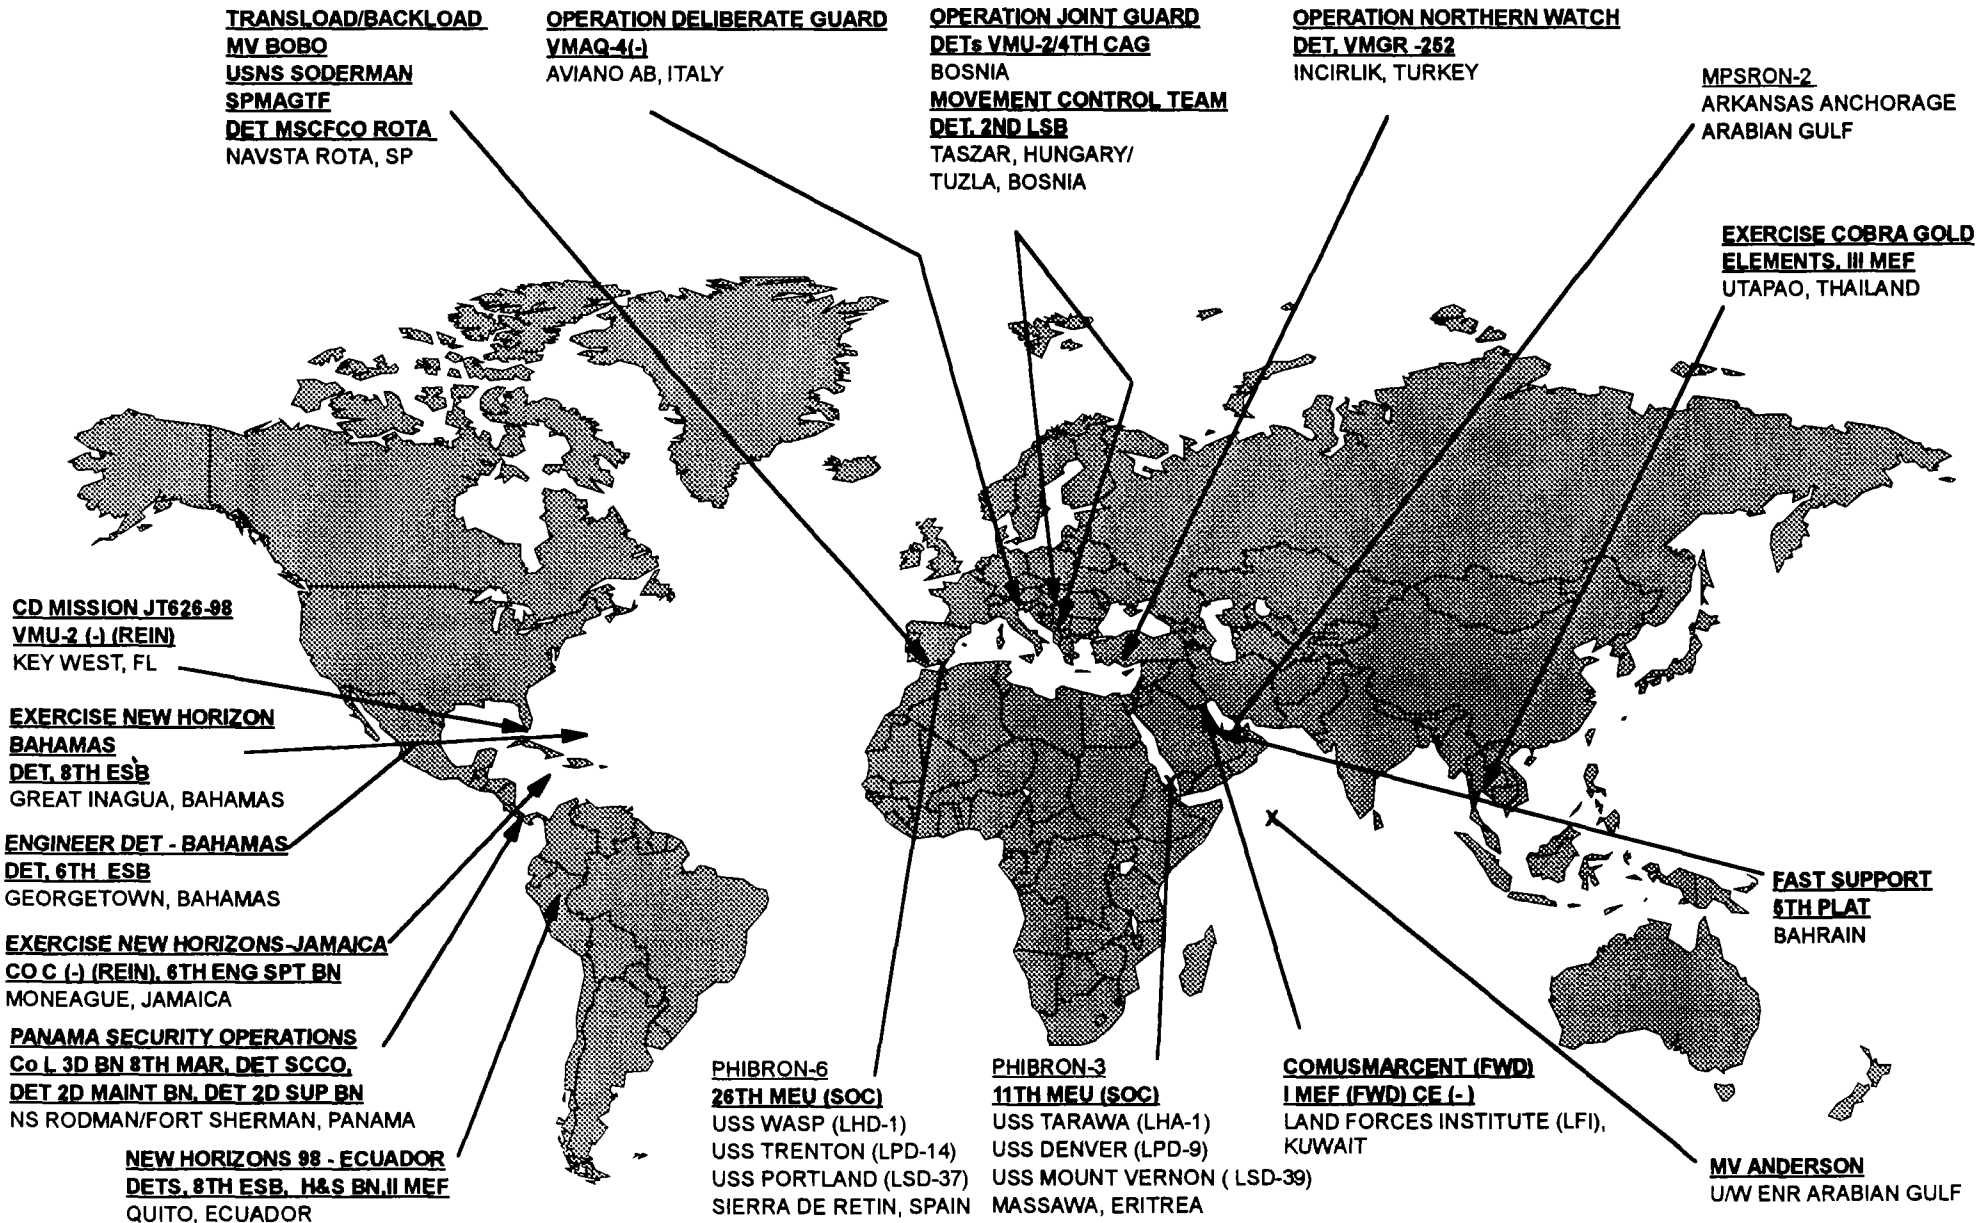 TRANSLOAD/BACKLOAD
MV BOBO
USNS SODERMAN
SPMAGTF
DET MSCFCO ROTA
NAVSTA ROTA, SP
OPERATION DELIBERATE GUARD
VMAQ-4(-)
AVIANO AB, ITALY
OPERATION JOINT GUARD
DETs VMU-2/4TH CAG
BOSNIA
MOVEMENT CONTROL TEAM
DET, 2ND LSB
TASZAR, HUNGARY/
TUZLA, BOSNIA
OPERATION NORTHERN WATCH
DET, VMGR -252
INCIRLIK, TURKEY
MPSRON-2
ARKANSAS ANCHORAGE
ARABIAN GULF
EXERCISE COBRA GOLD
ELEMENTS, III MEF
UTAPAO, THAILAND
CD MISSION JT626-98
VMU-2 (-) (REIN)
KEY WEST, FL
EXERCISE NEW HORIZON
BAHAMAS
DET, 8TH ESB
GREAT INAGUA, BAHAMAS
ENGINEER DET - BAHAMAS
DET, 6TH ESB
GEORGETOWN, BAHAMAS
EXERCISE NEW HORIZONS-JAMAICA
CO C (-) (REIN), 6TH ENG SPT BN
MONEAGUE, JAMAICA
PANAMA SECURITY OPERATIONS
Co L 3D BN 8TH MAR, DET SCCO,
DET 2D MAINT BN, DET 2D SUP BN
NS RODMAN/FORT SHERMAN, PANAMA
NEW HORIZONS 98 - ECUADOR
DETS, 8TH ESB, H&S BN,II MEF
QUITO, ECUADOR
PHIBRON-6
26TH MEU (SOC)
USS WASP (LHD-1)
USS TRENTON (LPD-14)
USS PORTLAND (LSD-37)
SIERRA DE RETIN, SPAIN
PHIBRON-3
11TH MEU (SOC)
USS TARAWA (LHA-1)
USS DENVER (LPD-9)
USS MOUNT VERNON ( LSD-39)
MASSAWA, ERITREA
COMUSMARCENT (FWD)
I MEF (FWD) CE (-)
LAND FORCES INSTITUTE (LFI),
KUWAIT
X
FAST SUPPORT
5TH PLAT
BAHRAIN
MV ANDERSON
U/W ENR ARABIAN GULF